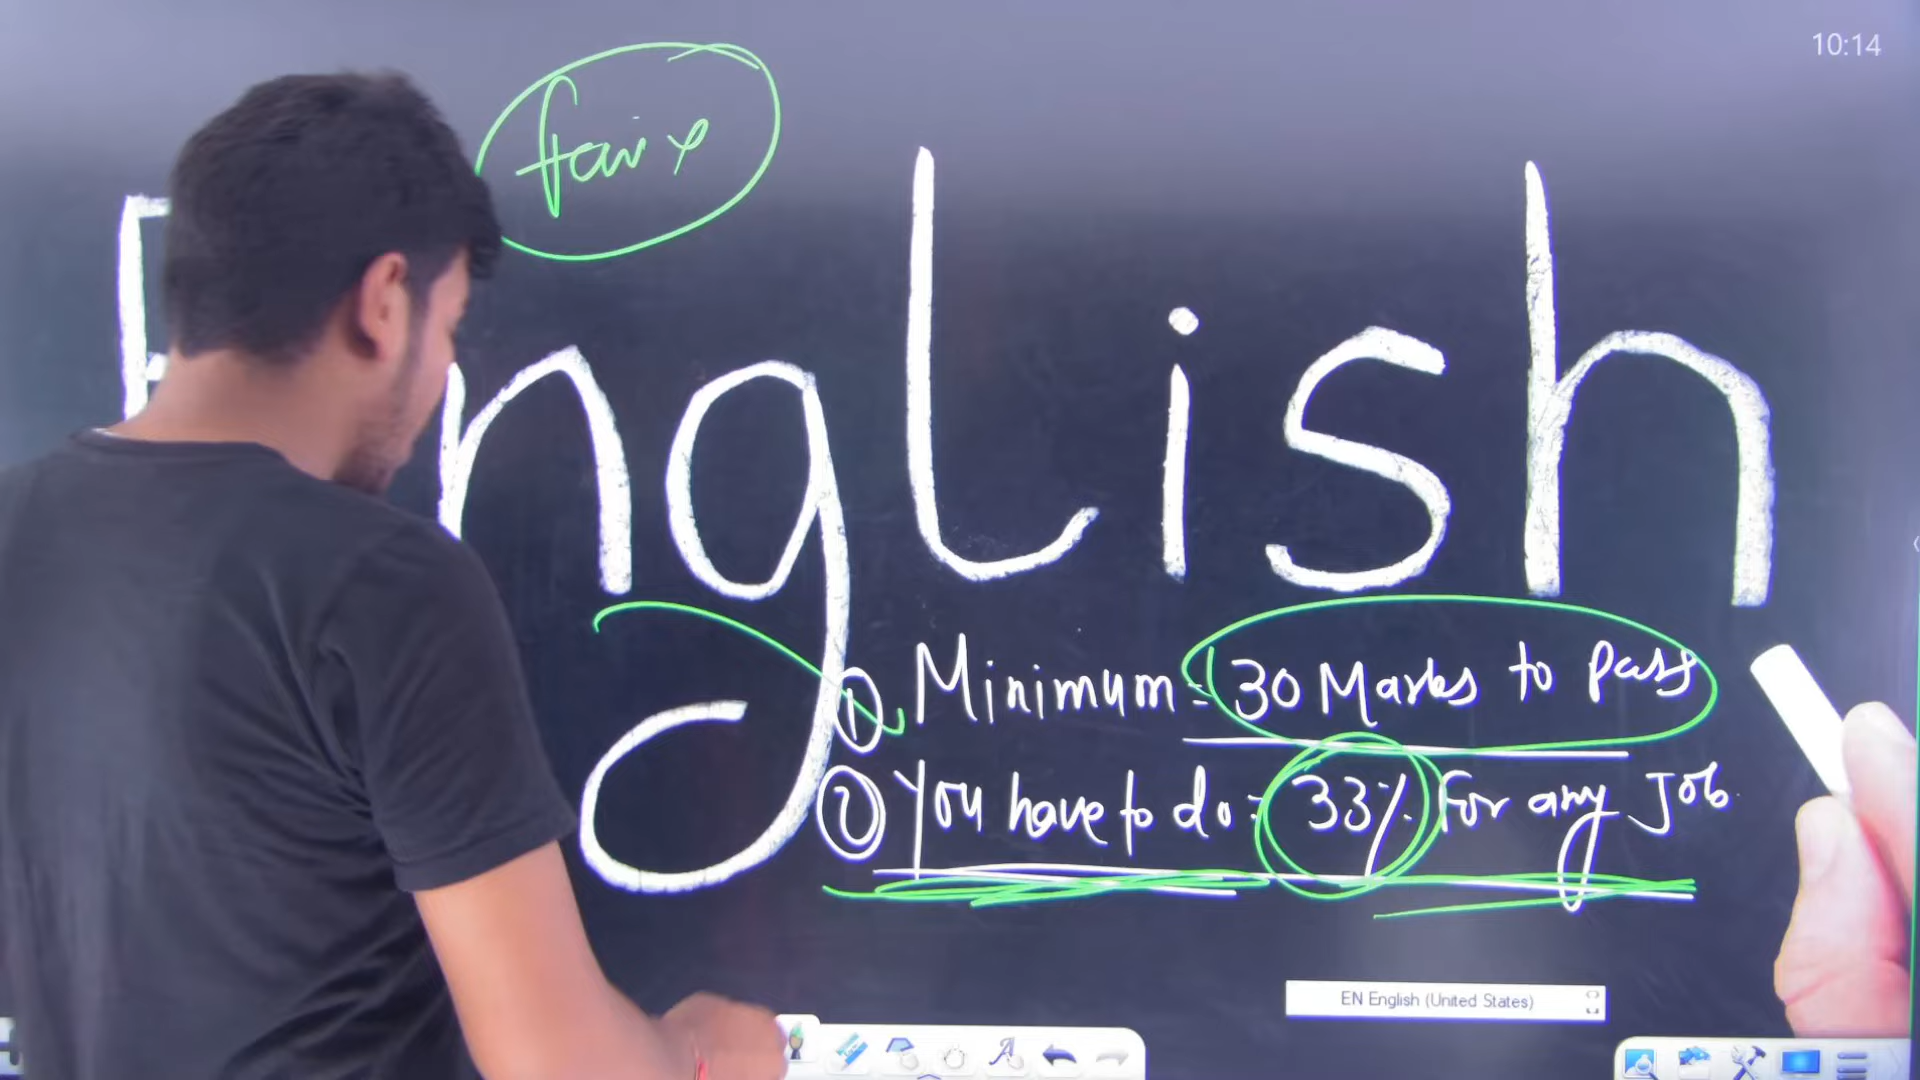 10:14
English
① Minimum = 30 Marks to pass
② You have to do = 33% for any Job
EN English (United States)